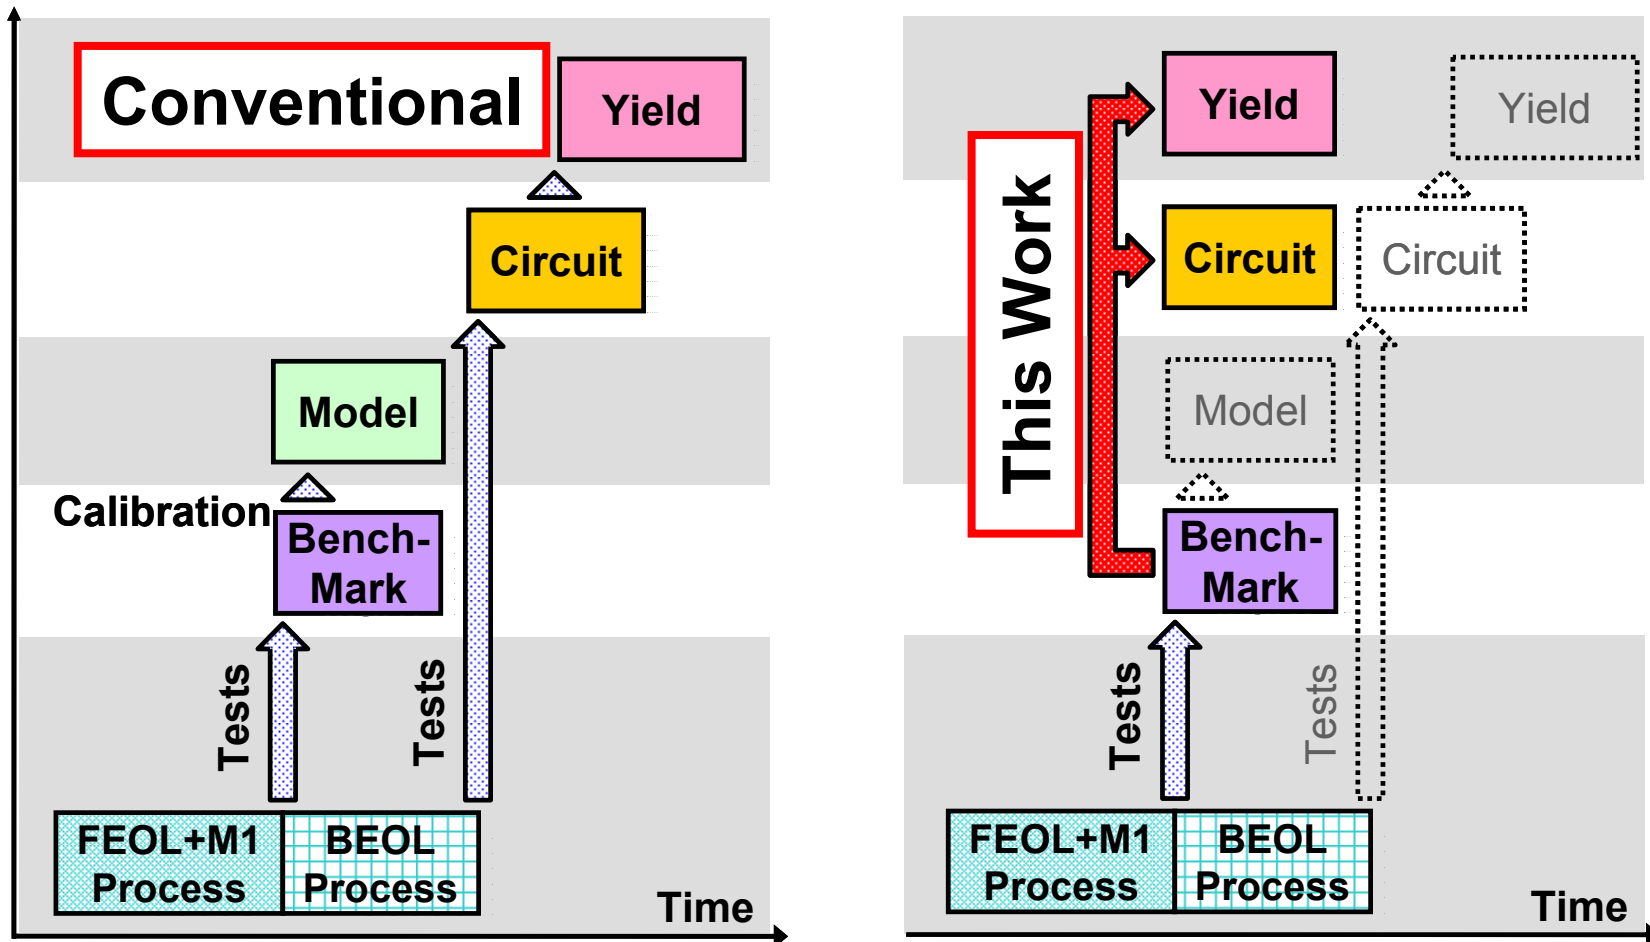 Conventional
Yield
Circuit
Model
Calibration
Bench-
Mark
Tests
Tests
FEOL+M1
Process
BEOL
Process
Time
This Work
Yield
Yield
Circuit
Circuit
Model
Bench-
Mark
Tests
Tests
FEOL+M1
Process
BEOL
Process
Time